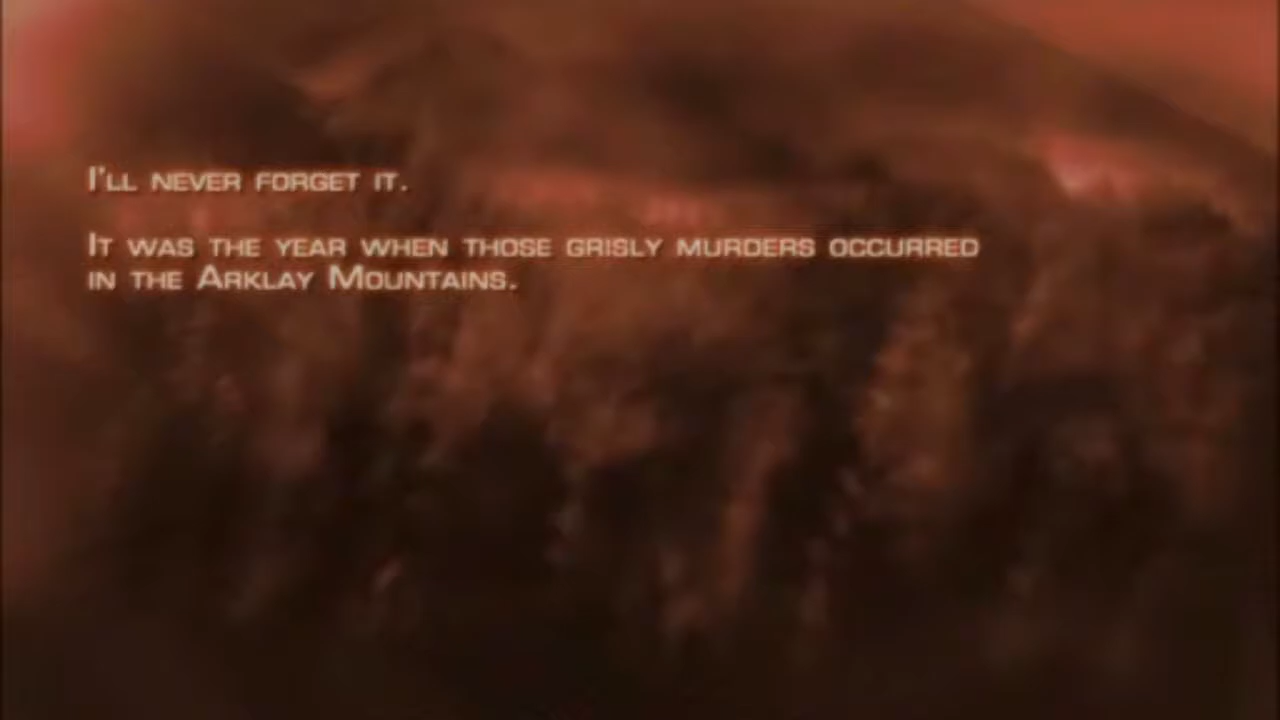 I'll never forget it.
It was the year when those grisly murders occurred
in the Arklay Mountains.